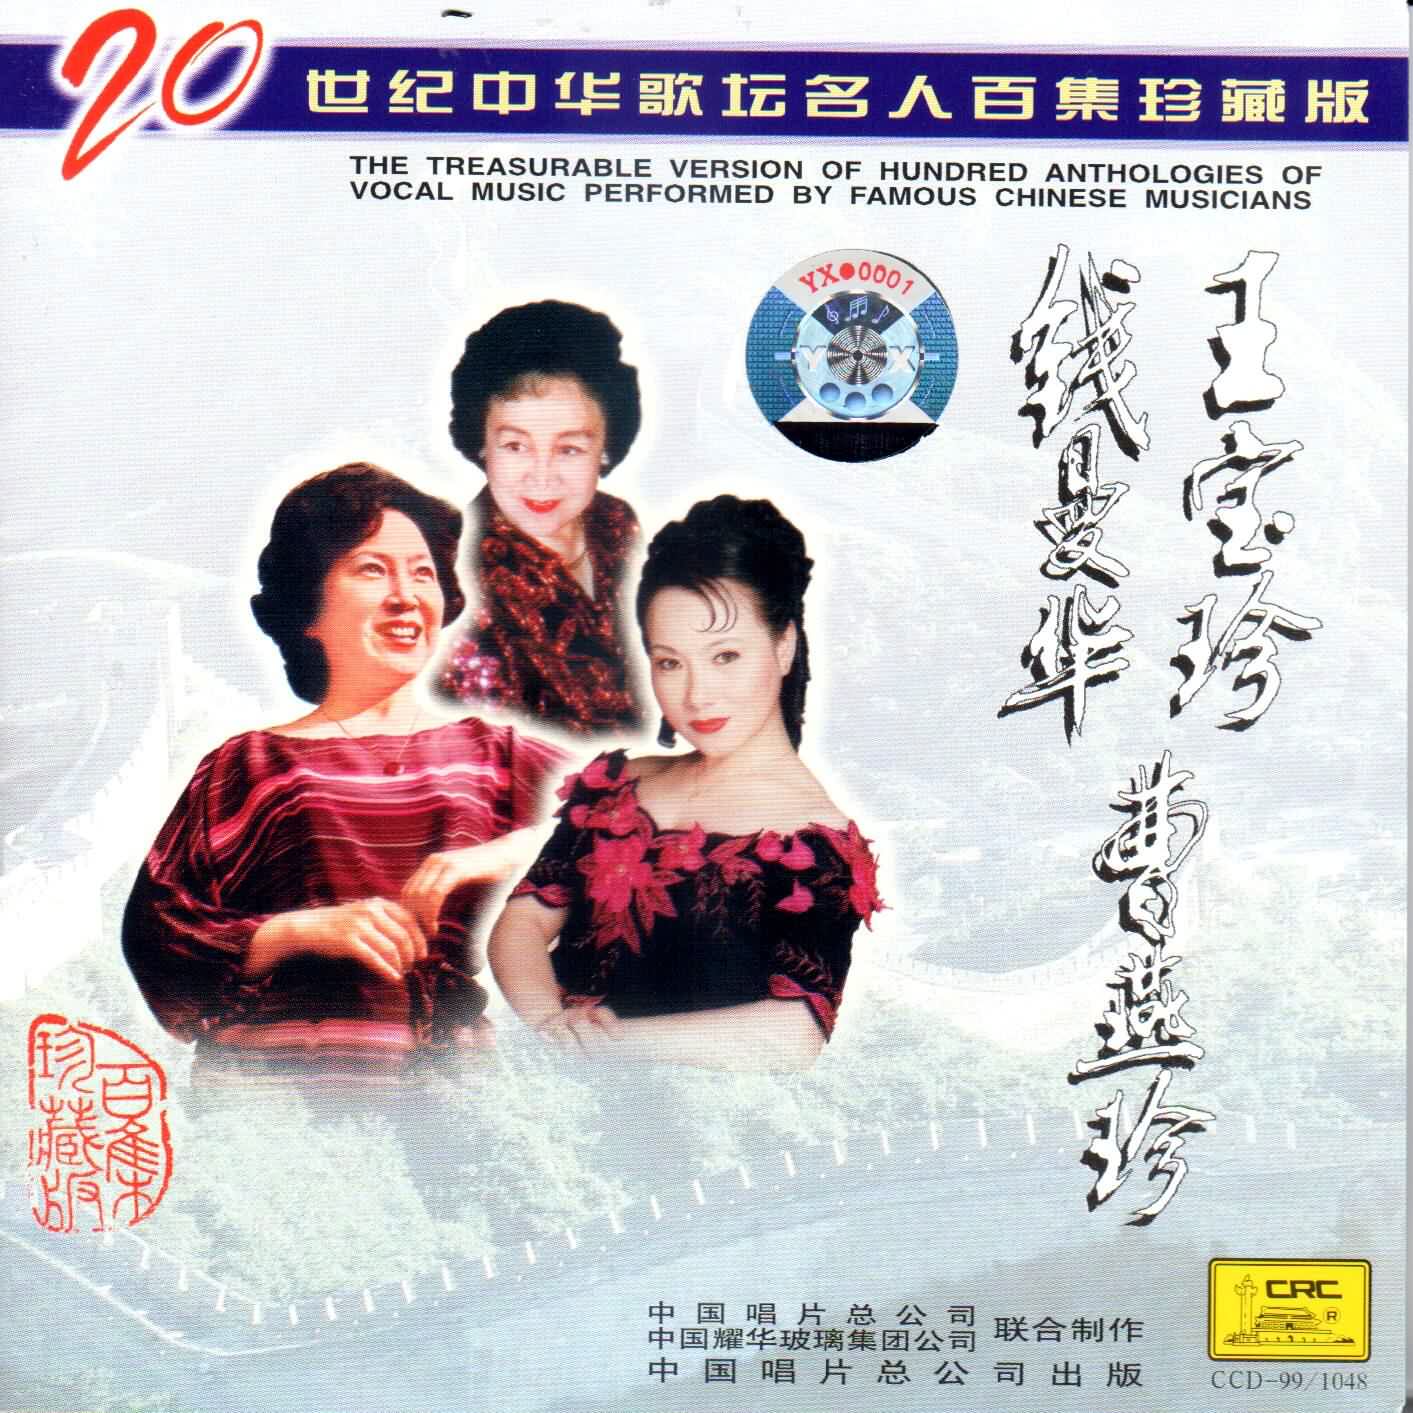 20世纪中华歌坛名人百集珍藏版
THE TREASURABLE VERSION OF HUNDRED ANTHOLOGIES OF
VOCAL MUSIC PERFORMED BY FAMOUS CHINESE MUSICIANS
YX●0001
Y X
王宝珍
钱曼华
曹燕珍
百集
珍藏版
中国唱片总公司
中国耀华玻璃集团公司
联合制作
中国唱片总公司出版
CRC
R
CCD-99/1048